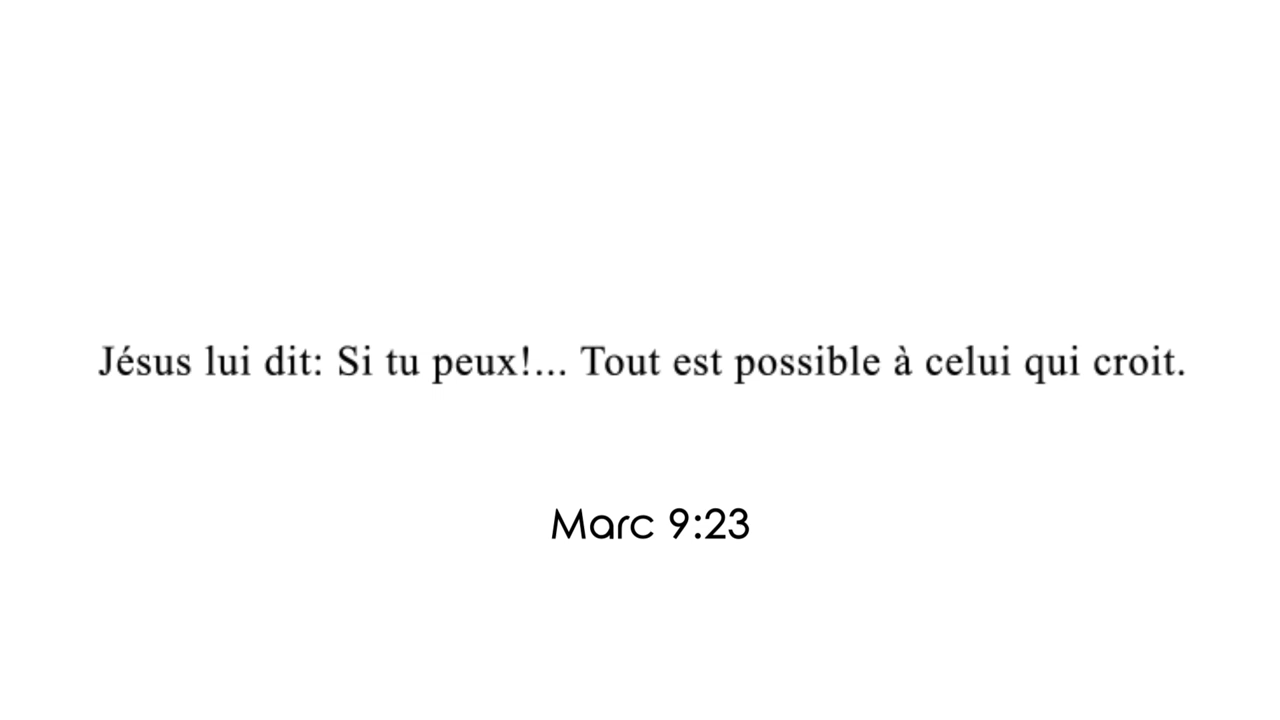 Jésus lui dit: Si tu peux!... Tout est possible à celui qui croit.
Marc 9:23